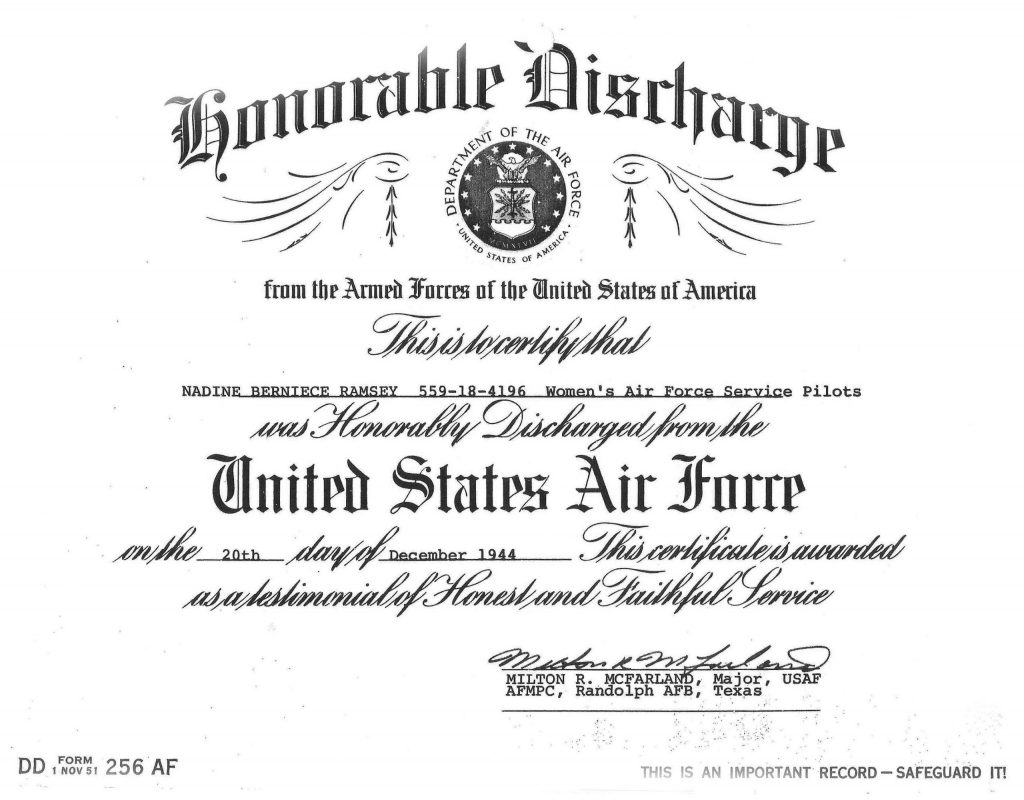 Honorable Discharge
DEPARTMENT OF THE AIR FORCE
MCMXLVII
· UNITED STATES OF AMERICA ·
from the Armed Forces of the United States of America
This is to certify that
NADINE BERNIECE RAMSEY 559-18-4196 Women's Air Force Service Pilots
was Honorably Discharged from the
United States Air Force
on the 20th day of December 1944 This certificate is awarded
as a testimonial of Honest and Faithful Service
Milton R McFarland
MILTON R. MCFARLAND, Major, USAF
AFMPC, Randolph AFB, Texas
DD FORM 1 NOV 51 256 AF
THIS IS AN IMPORTANT RECORD — SAFEGUARD IT!